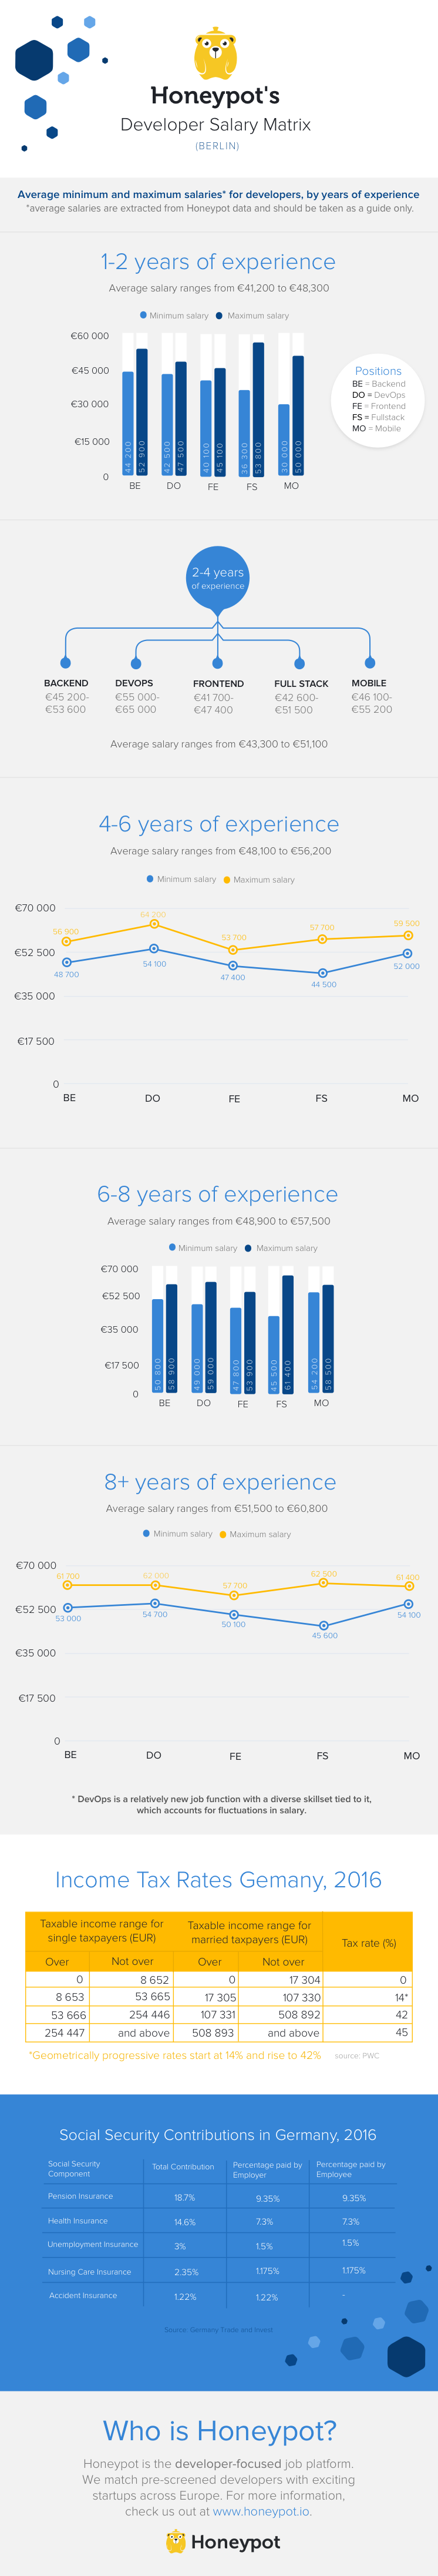 Honeypot's
Developer Salary Matrix
(BERLIN)
Average minimum and maximum salaries* for developers, by years of experience
*average salaries are extracted from Honeypot data and should be taken as a guide only.
1-2 years of experience
Average salary ranges from €41,200 to €48,300
Minimum salary Maximum salary
€60 000
€45 000
€30 000
€15 000
0
44 200
52 900
42 500
47 500
40 100
45 100
36 300
53 800
30 000
50 000
BE DO FE FS MO
Positions
BE = Backend
DO = DevOps
FE = Frontend
FS = Fullstack
MO = Mobile
2-4 years
of experience
BACKEND DEVOPS FRONTEND FULL STACK MOBILE
€45 200- €55 000- €41 700- €42 600- €46 100-
€53 600 €65 000 €47 400 €51 500 €55 200
Average salary ranges from €43,300 to €51,100
4-6 years of experience
Average salary ranges from €48,100 to €56,200
Minimum salary Maximum salary
€70 000
€52 500
€35 000
€17 500
0
56 900 64 200 53 700 57 700 59 500
48 700 54 100 47 400 44 500 52 000
BE DO FE FS MO
6-8 years of experience
Average salary ranges from €48,900 to €57,500
Minimum salary Maximum salary
€70 000
€52 500
€35 000
€17 500
0
50 800
58 900
49 000
59 000
47 800
53 900
45 500
61 400
54 200
58 500
BE DO FE FS MO
8+ years of experience
Average salary ranges from €51,500 to €60,800
Minimum salary Maximum salary
€70 000
€52 500
€35 000
€17 500
0
61 700 62 000 57 700 62 500 61 400
53 000 54 700 50 100 45 600 54 100
BE DO FE FS MO
* DevOps is a relatively new job function with a diverse skillset tied to it,
which accounts for fluctuations in salary.
Income Tax Rates Gemany, 2016
Taxable income range for single taxpayers (EUR) Taxable income range for married taxpayers (EUR) Tax rate (%)
Over Not over Over Not over
0 8 652 0 17 304 0
8 653 53 665 17 305 107 330 14*
53 666 254 446 107 331 508 892 42
254 447 and above 508 893 and above 45
*Geometrically progressive rates start at 14% and rise to 42% source: PWC
Social Security Contributions in Germany, 2016
Social Security Component Total Contribution Percentage paid by Employer Percentage paid by Employee
Pension Insurance 18.7% 9.35% 9.35%
Health Insurance 14.6% 7.3% 7.3%
Unemployment Insurance 3% 1.5% 1.5%
Nursing Care Insurance 2.35% 1.175% 1.175%
Accident Insurance 1.22% 1.22% -
Source: Germany Trade and Invest
Who is Honeypot?
Honeypot is the developer-focused job platform.
We match pre-screened developers with exciting
startups across Europe. For more information,
check us out at www.honeypot.io.
Honeypot